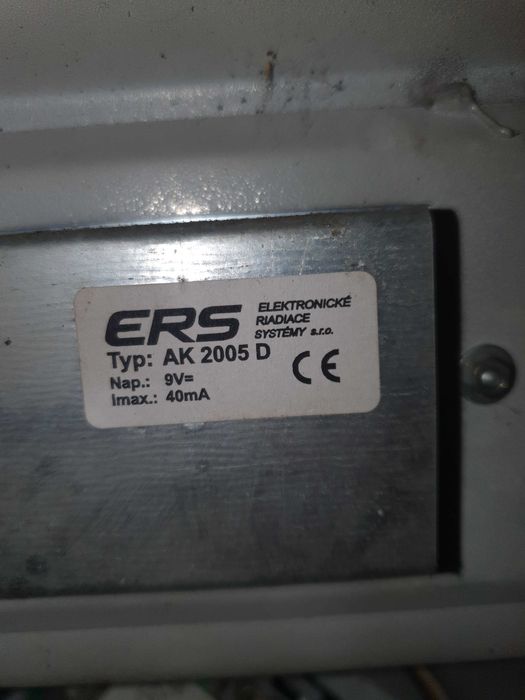 ERS ELEKTRONICKÉ
RIADIACE
SYSTÉMY s.r.o.
Typ: AK 2005 D
Nap.: 9V=
Imax.: 40mA
CE